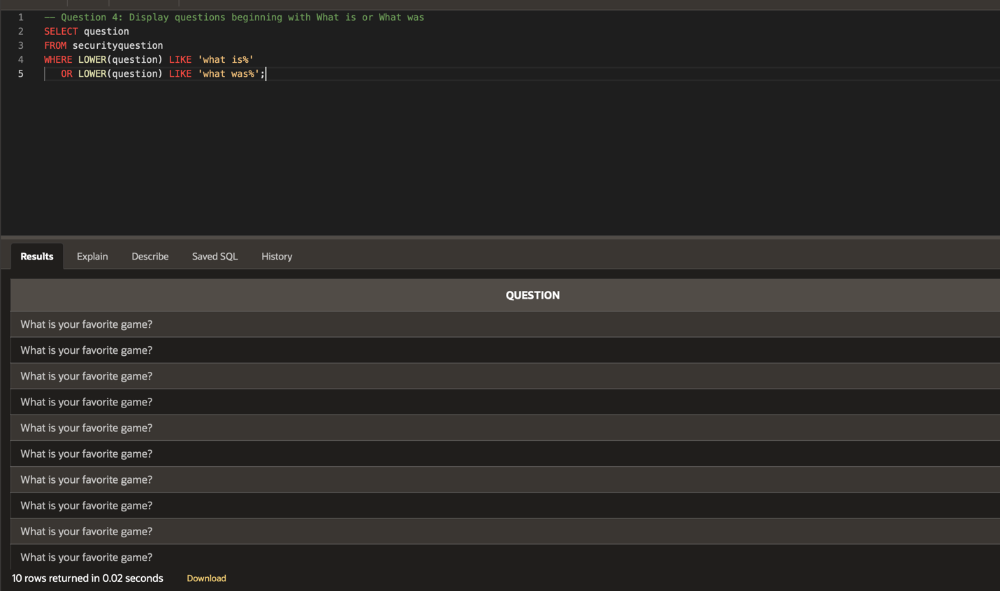 1 -- Question 4: Display questions beginning with What is or What was
2 SELECT question
3 FROM securityquestion
4 WHERE LOWER(question) LIKE 'what is%'
5 OR LOWER(question) LIKE 'what was%';
Results Explain Describe Saved SQL History
QUESTION
What is your favorite game?
What is your favorite game?
What is your favorite game?
What is your favorite game?
What is your favorite game?
What is your favorite game?
What is your favorite game?
What is your favorite game?
What is your favorite game?
What is your favorite game?
10 rows returned in 0.02 seconds Download